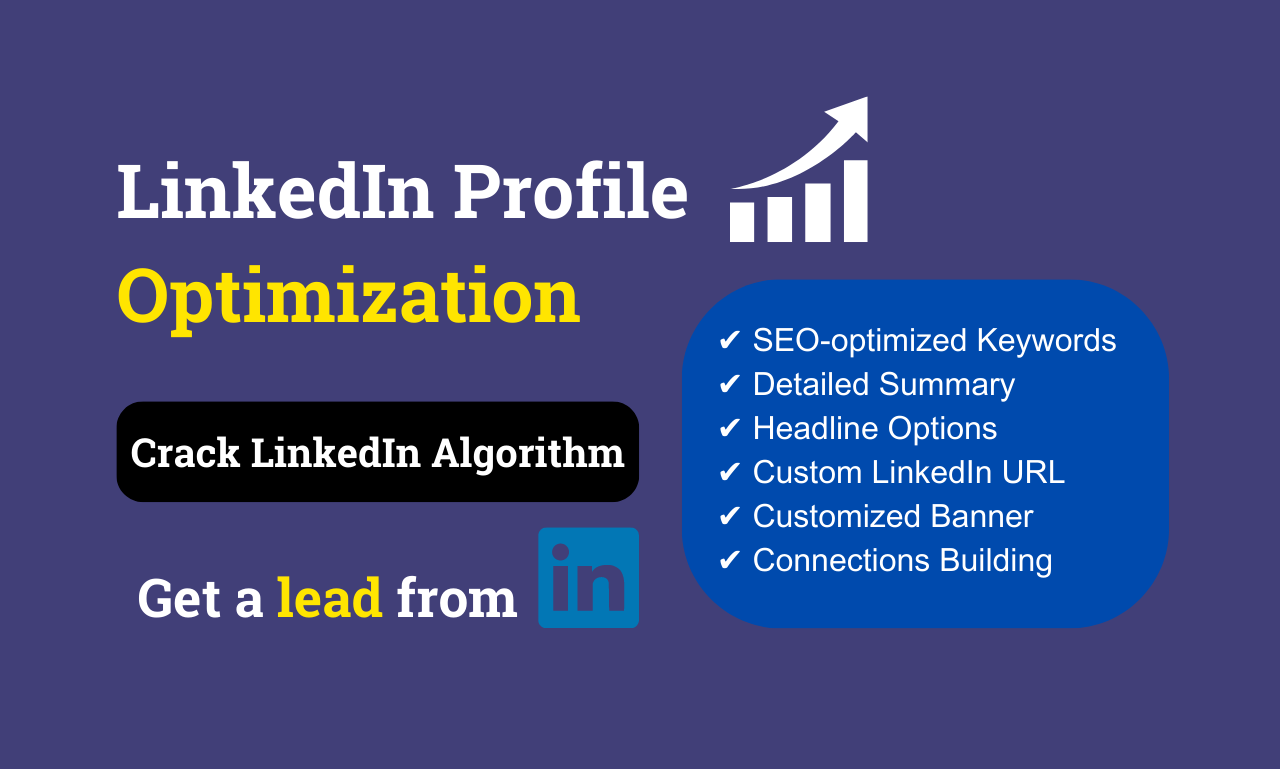 LinkedIn Profile
Optimization
Crack LinkedIn Algorithm
Get a lead from in
✔ SEO-optimized Keywords
✔ Detailed Summary
✔ Headline Options
✔ Custom LinkedIn URL
✔ Customized Banner
✔ Connections Building